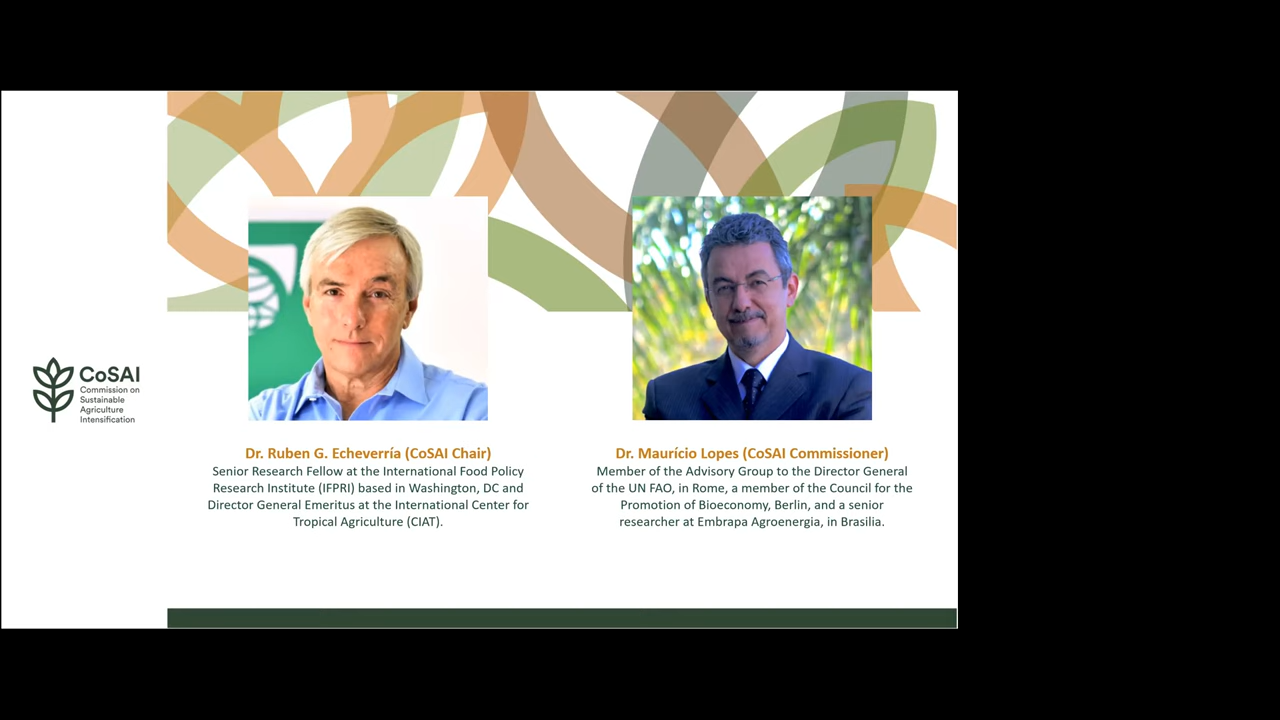 CoSAI
Commission on
Sustainable
Agriculture
Intensification
Dr. Ruben G. Echeverría (CoSAI Chair)
Senior Research Fellow at the International Food Policy
Research Institute (IFPRI) based in Washington, DC and
Director General Emeritus at the International Center for
Tropical Agriculture (CIAT).
Dr. Maurício Lopes (CoSAI Commissioner)
Member of the Advisory Group to the Director General
of the UN FAO, in Rome, a member of the Council for the
Promotion of Bioeconomy, Berlin, and a senior
researcher at Embrapa Agroenergia, in Brasilia.